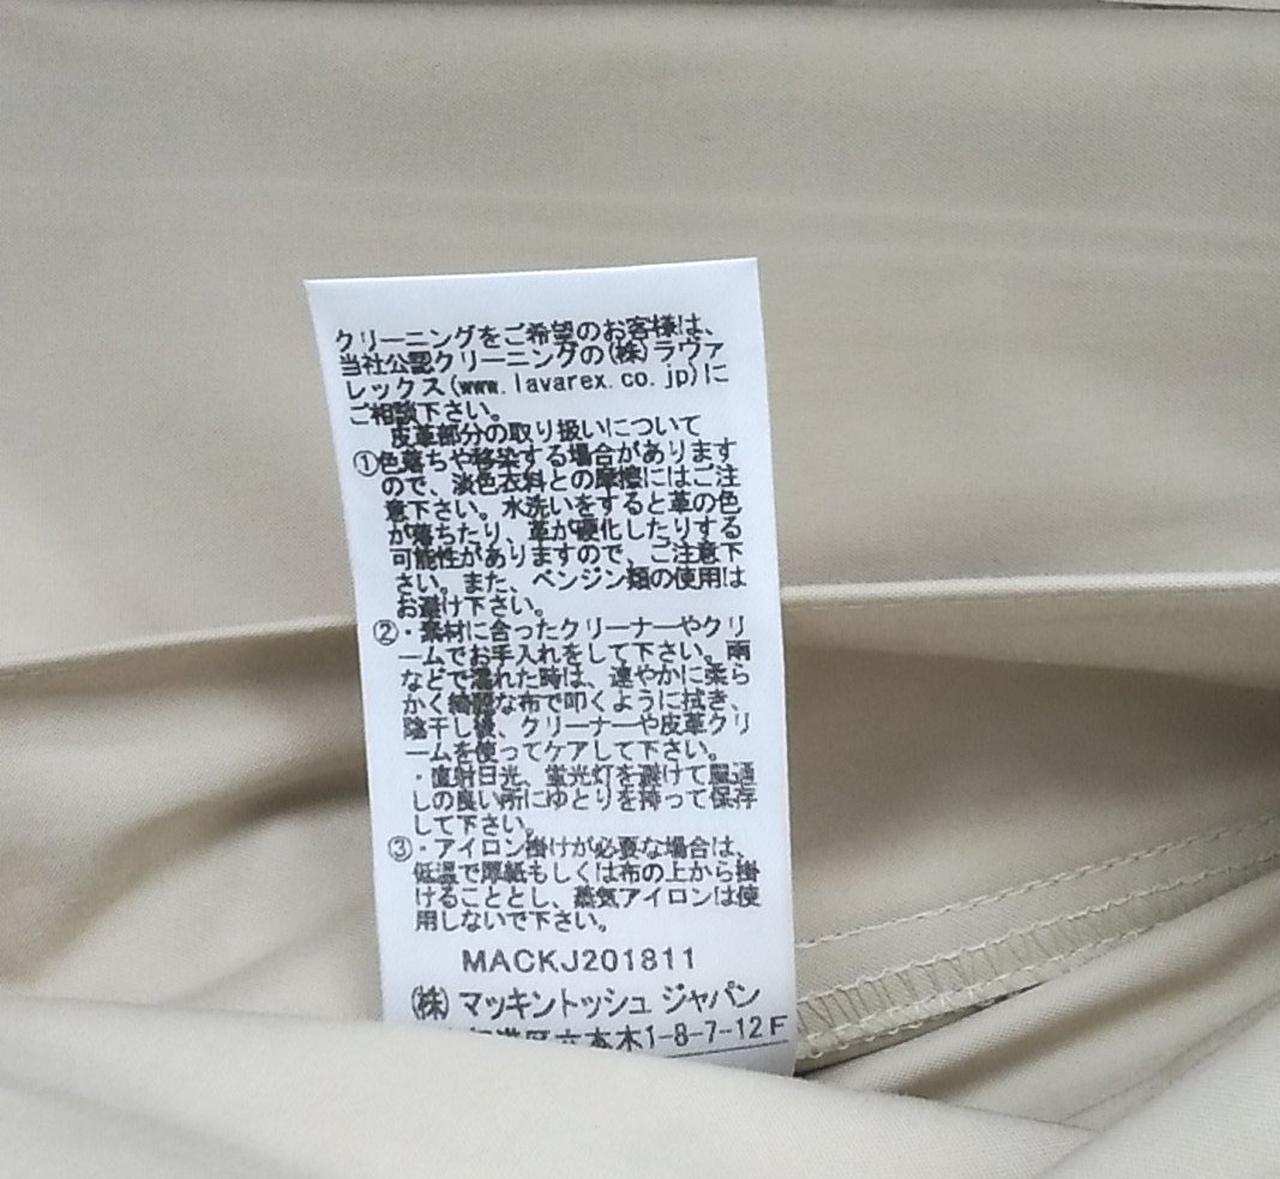 クリーニングをご希望のお客様は、
当社公認クリーニングの(株)ラヴァ
レックス(www.lavarex.co.jp)に
ご相談下さい。
皮革部分の取り扱いについて
①色落ちや移染する場合があります
ので、淡色衣料との摩擦にはご注
意下さい。水洗いをすると革の色
が落ちたり、革が硬化したりする
可能性がありますので、ご注意下
さい。また、ベンジン類の使用は
お避け下さい。
②・素材に合ったクリーナーやクリ
ームでお手入れをして下さい。雨
などで濡れた時は、速やかに柔ら
かく綺麗な布で叩くように拭き、
陰干し後、クリーナーや皮革クリ
ームを使ってケアして下さい。
・直射日光、蛍光灯を避けて風通
しの良い所にゆとりを持って保存
して下さい。
③・アイロン掛けが必要な場合は、
低温で厚紙もしくは布の上から掛
けることとし、蒸気アイロンは使
用しないで下さい。
MACKJ201811
(株)マッキントッシュ ジャパン
港区六本木1-8-7-12F